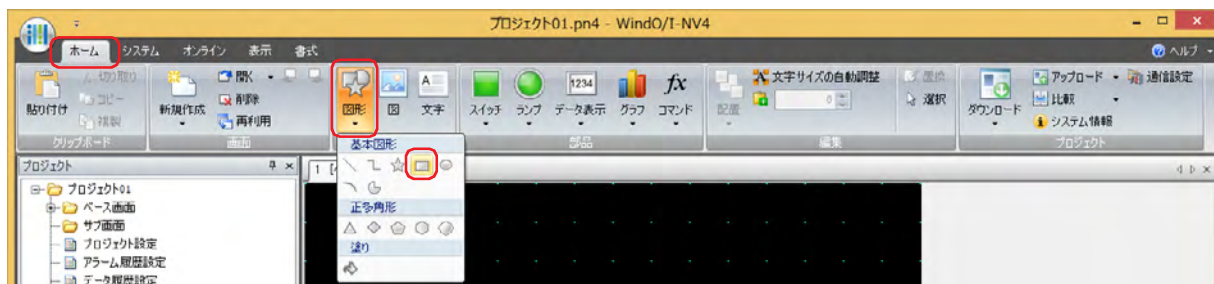 プロジェクト01.pn4 - WindO/I-NV4
ホーム システム オンライン 表示 書式 ヘルプ
貼り付け 切り取り コピー 複製
クリップボード
新規作成 開く 削除 再利用
画面
図形 図 文字
スイッチ ランプ 1234 データ表示 グラフ fx コマンド
部品
配置 文字サイズの自動調整 0 置換 選択
編集
ダウンロード アップロード 比較 システム情報 通信設定
プロジェクト
基本図形
正多角形
塗り
プロジェクト
1
プロジェクト01
ベース画面
サブ画面
プロジェクト設定
アラーム履歴設定
データ履歴設定